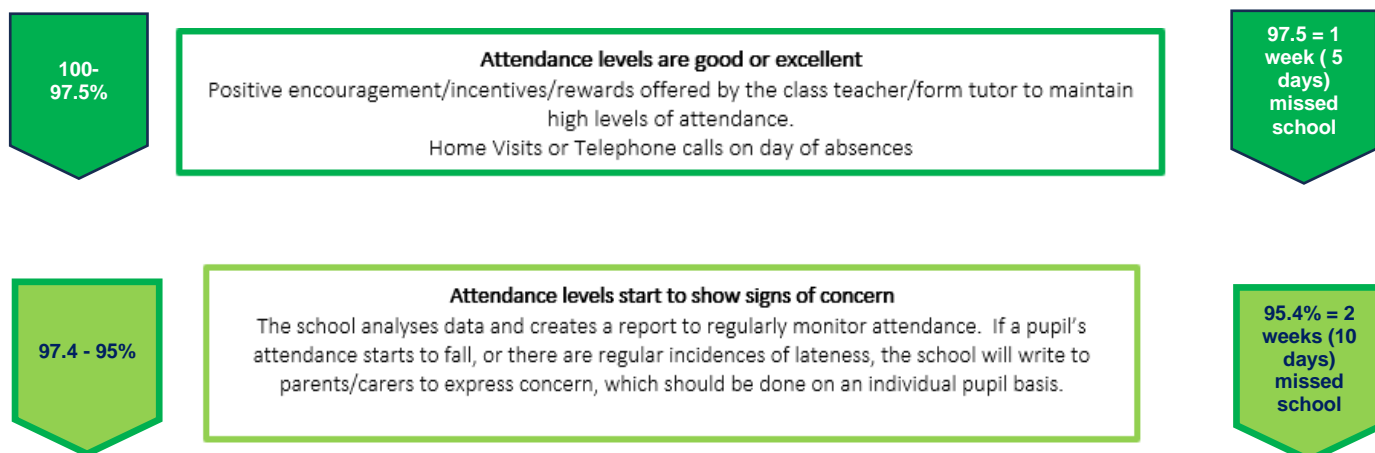 100-
97.5%
Attendance levels are good or excellent
Positive encouragement/incentives/rewards offered by the class teacher/form tutor to maintain
high levels of attendance.
Home Visits or Telephone calls on day of absences
97.5 = 1
week ( 5
days)
missed
school
97.4 - 95%
Attendance levels start to show signs of concern
The school analyses data and creates a report to regularly monitor attendance. If a pupil's
attendance starts to fall, or there are regular incidences of lateness, the school will write to
parents/carers to express concern, which should be done on an individual pupil basis.
95.4% = 2
weeks (10
days)
missed
school